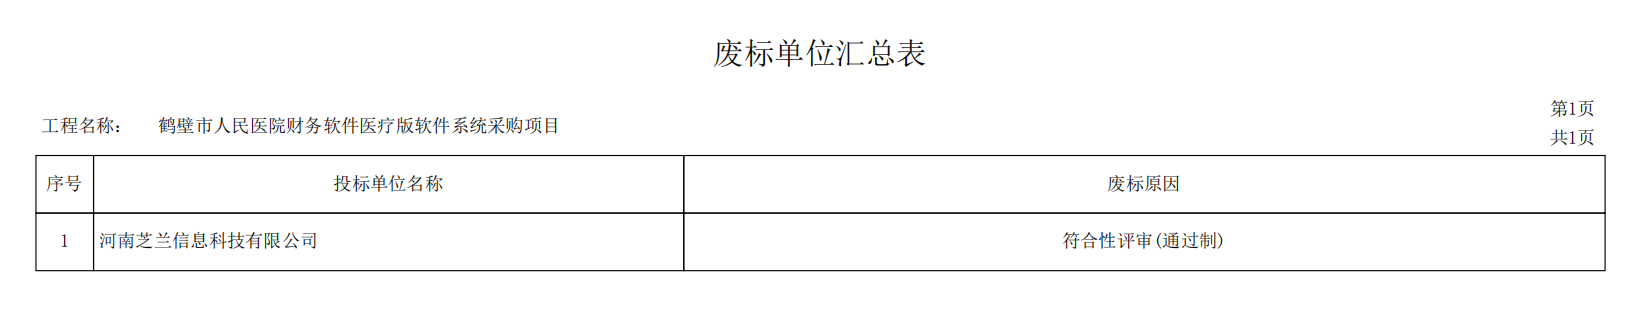 废标单位汇总表
第1页
工程名称： 鹤壁市人民医院财务软件医疗版软件系统采购项目
共1页
序号 投标单位名称 废标原因
1 河南芝兰信息科技有限公司 符合性评审(通过制)